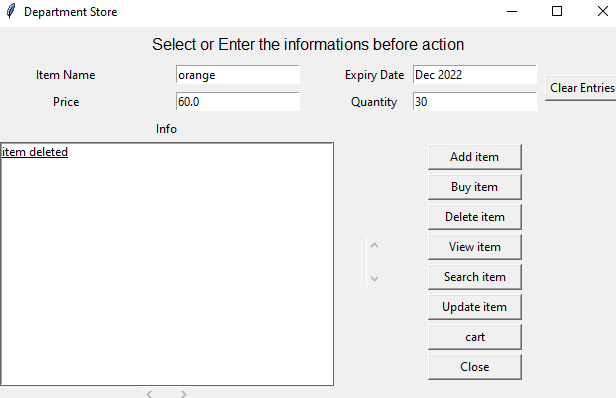 Department Store
Select or Enter the informations before action
Item Name orange Expiry Date Dec 2022
Price 60.0 Quantity 30
Clear Entries
Info
item deleted
Add item
Buy item
Delete item
View item
Search item
Update item
cart
Close